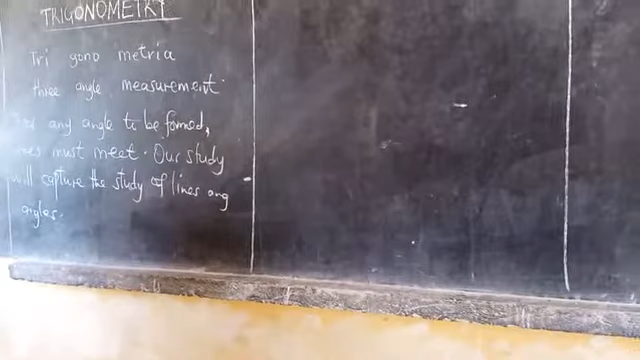 TRIGONOMETRY
Tri gono metria
three angle measurement
any angle to be formed,
must meet. Our study
will capture the study of lines ang
angles.